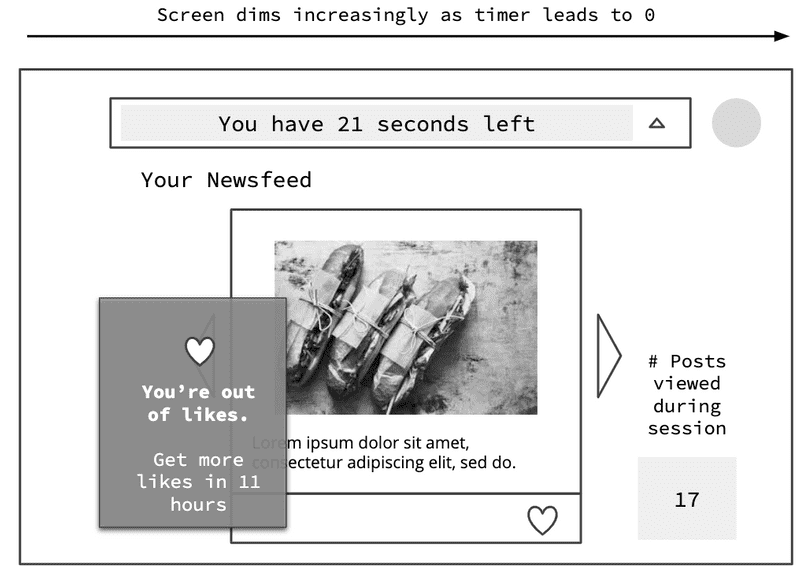 Screen dims increasingly as timer leads to 0
You have 21 seconds left
Your Newsfeed
You’re out
of likes.
Get more
likes in 11
hours
Lorem ipsum dolor sit amet,
consectetur adipiscing elit, sed do.
# Posts
viewed
during
session
17